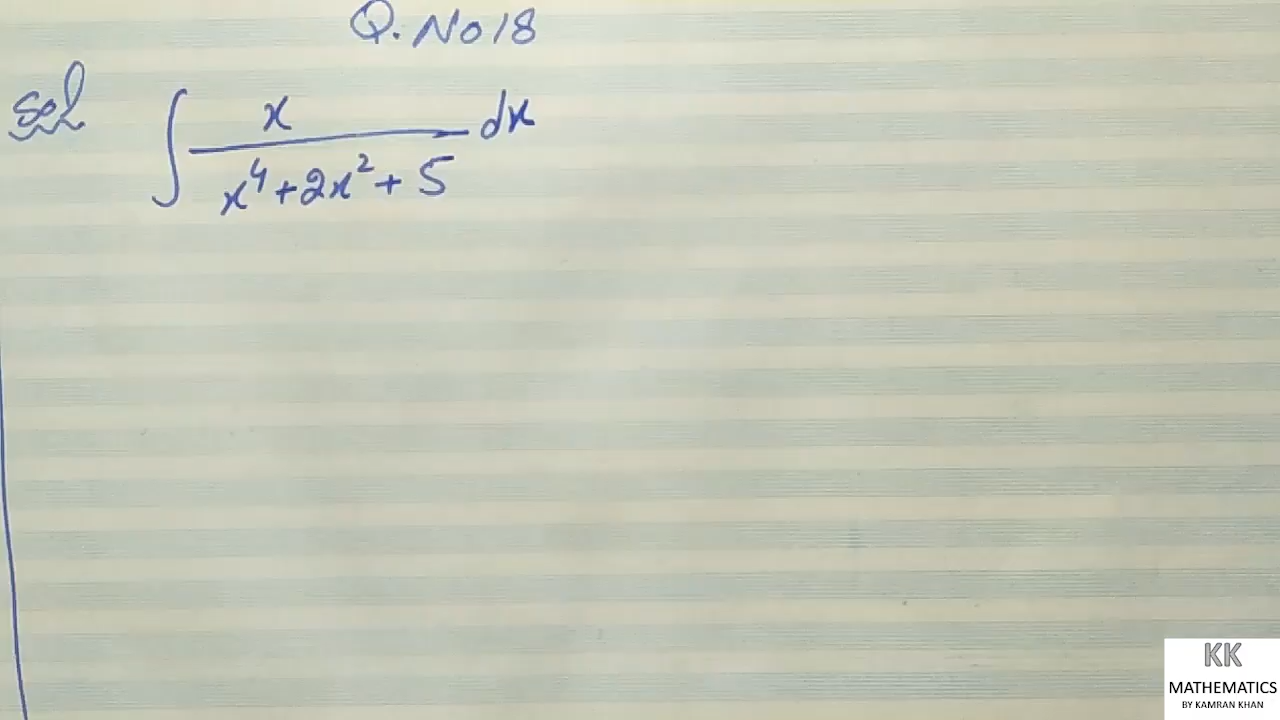 Q. No 18
Sol ∫ x/(x⁴+2x²+5) dx
KK
MATHEMATICS
BY KAMRAN KHAN